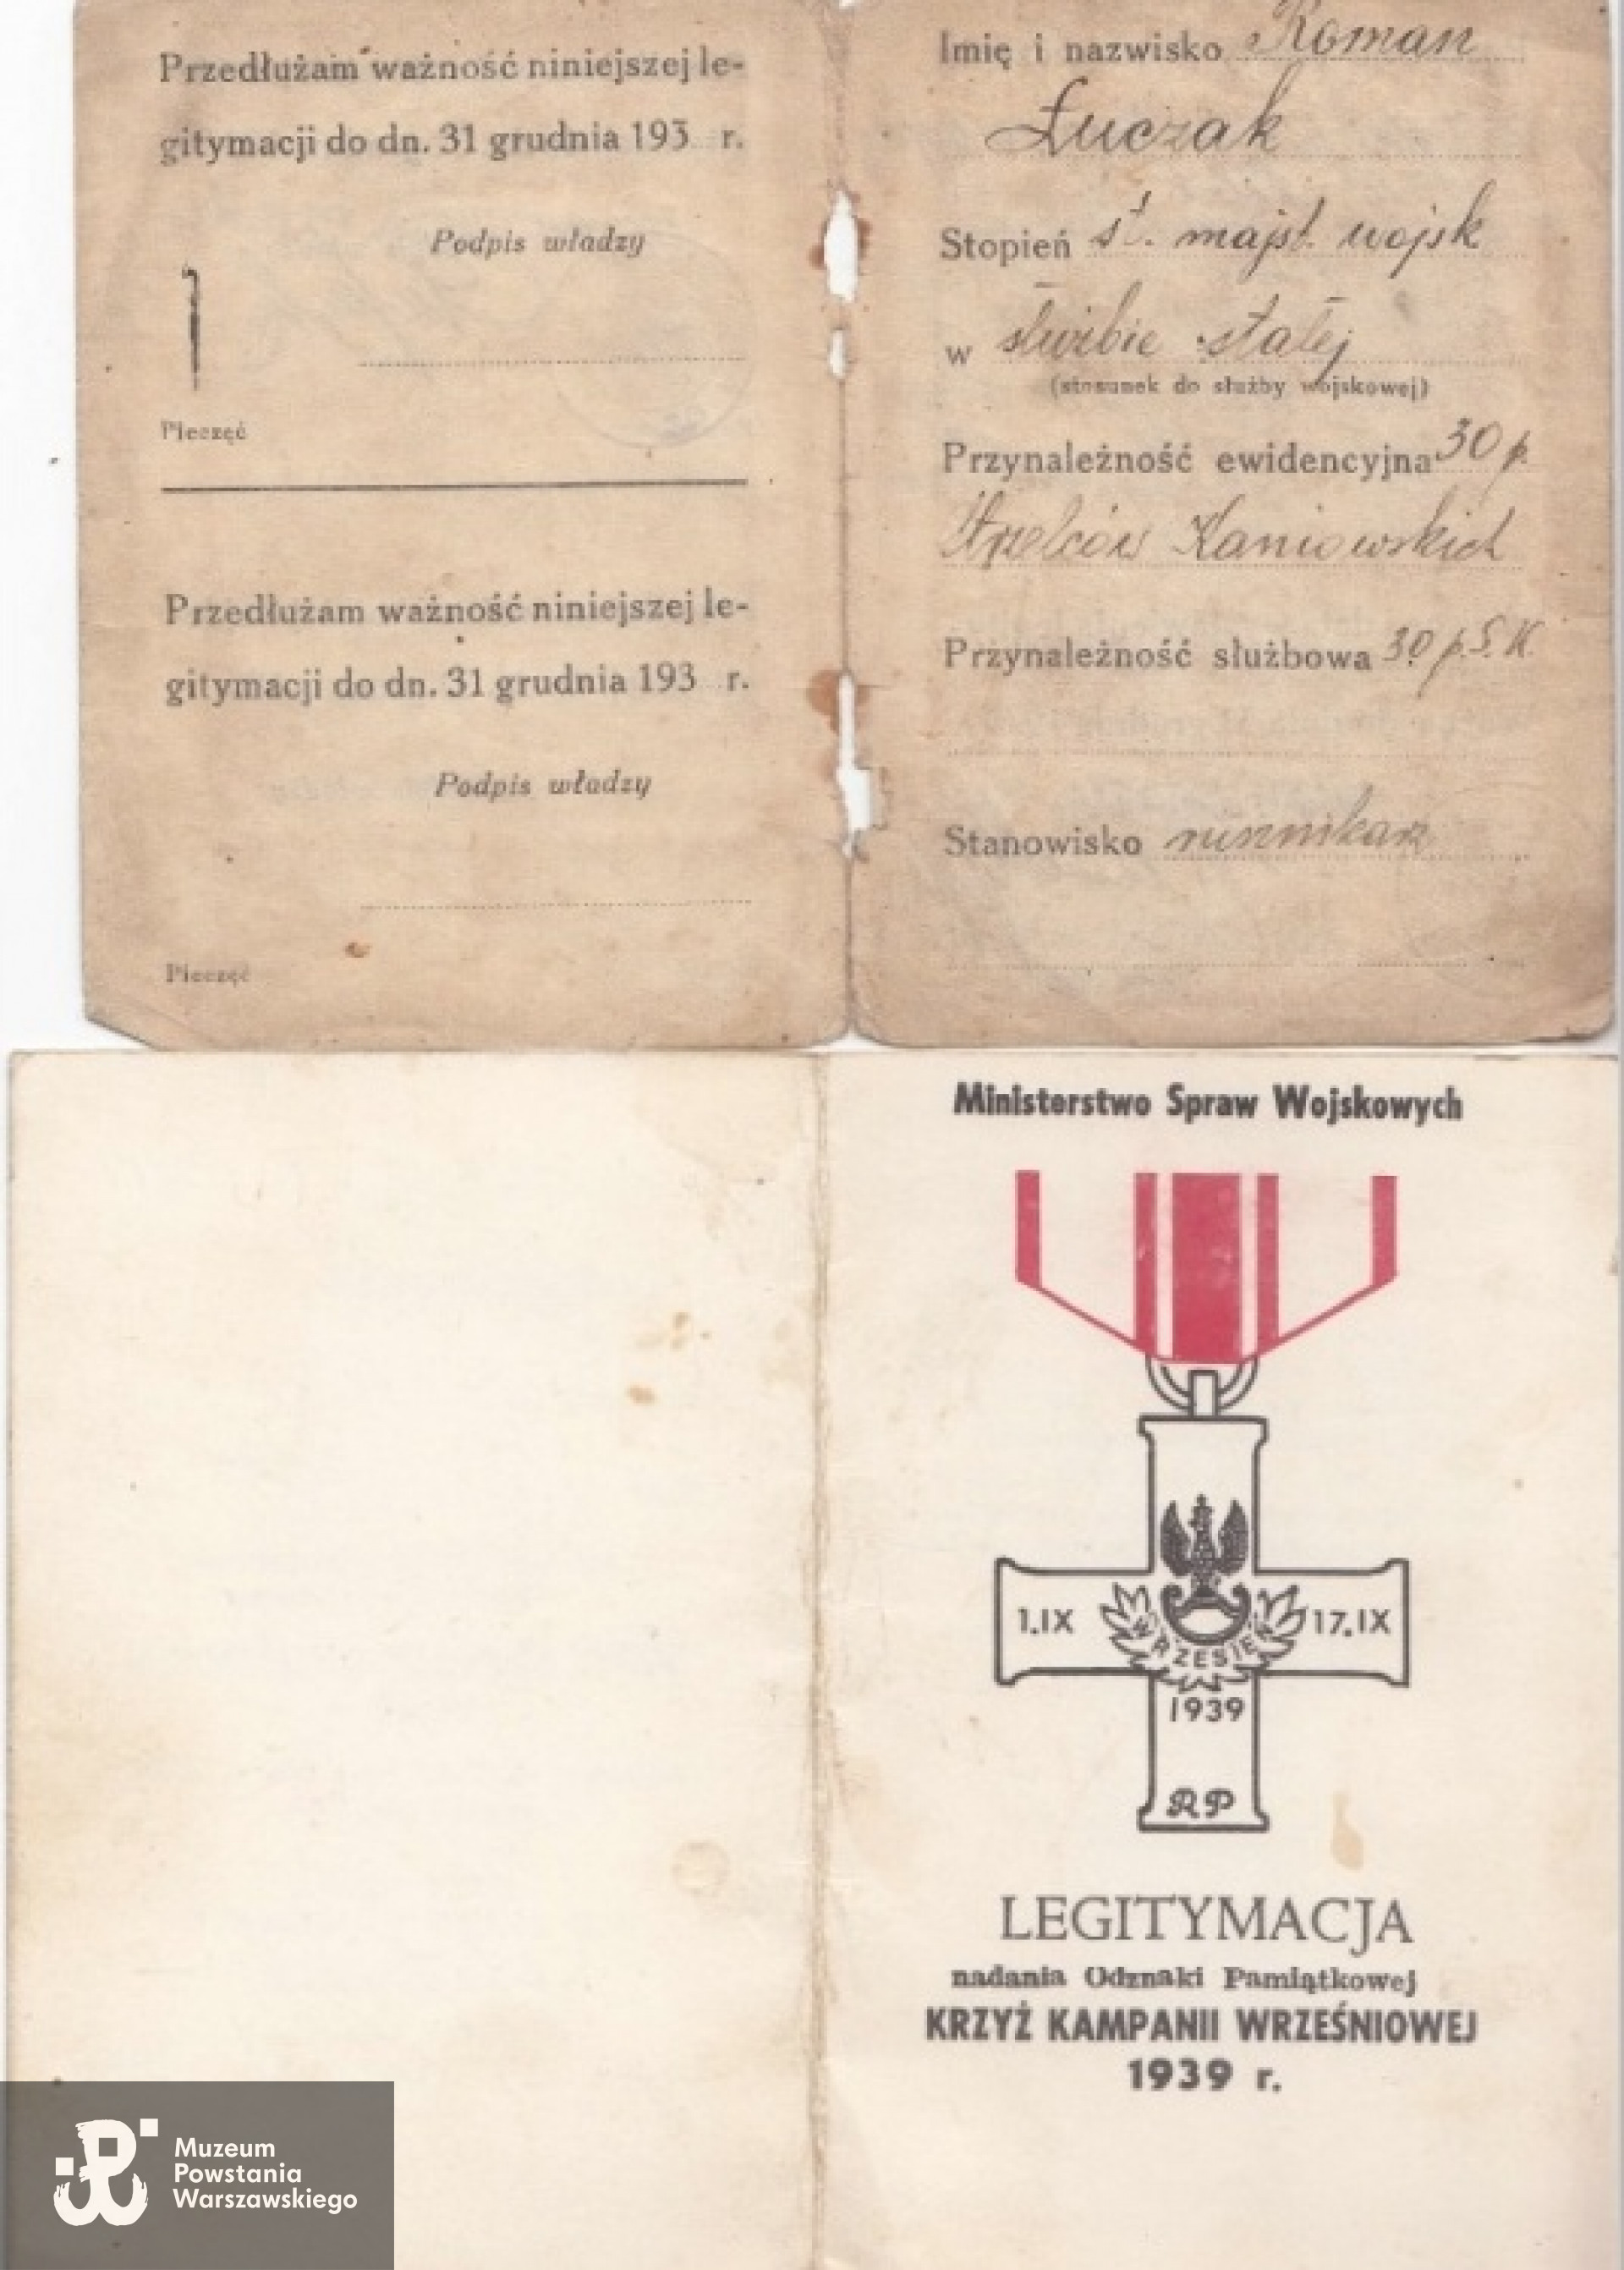 Przedłużam ważność niniejszej le-
gitymacji do dn. 31 grudnia 193 r.
Podpis władzy
Pieczęć
Przedłużam ważność niniejszej le-
gitymacji do dn. 31 grudnia 193 r.
Podpis władzy
Pieczęć
Imię i nazwisko Roman
Łuczak
Stopień st. majst. wojsk
w służbie stałej
(stosunek do służby wojskowej)
Przynależność ewidencyjna 30 p.
Strzelców Kaniowskich
Przynależność służbowa 30 p. S. K.
Stanowisko rusznikarz
Ministerstwo Spraw Wojskowych
1.IX
17.IX
WRZESIEŃ
1939
RP
LEGITYMACJA
nadania Odznaki Pamiątkowej
KRZYŻ KAMPANII WRZEŚNIOWEJ
1939 r.
Muzeum
Powstania
Warszawskiego